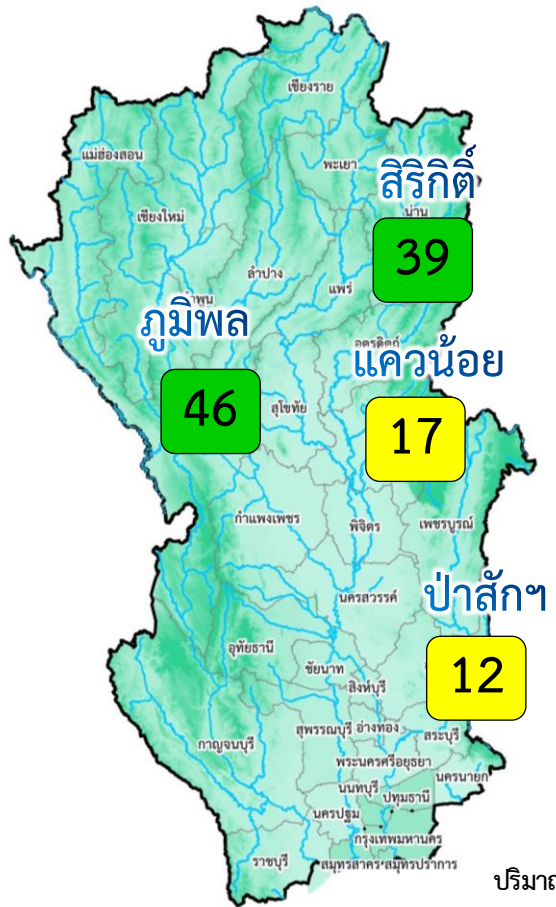 เชียงราย
แม่ฮ่องสอน
พะเยา
สิริกิติ์
น่าน
เชียงใหม่
39
ลำปาง
แพร่
ภูมิพล
แควน้อย
46
สุโขทัย
17
กำแพงเพชร
พิจิตร
เพชรบูรณ์
ป่าสักฯ
นครสวรรค์
อุทัยธานี
ชัยนาท
12
สิงห์บุรี
สุพรรณบุรี อ่างทอง
สระบุรี
กาญจนบุรี
พระนครศรีอยุธยา
นครนายก
นนทบุรี
ปทุมธานี
นครปฐม
กรุงเทพมหานคร
ราชบุรี
สมุทรสาคร สมุทรปราการ